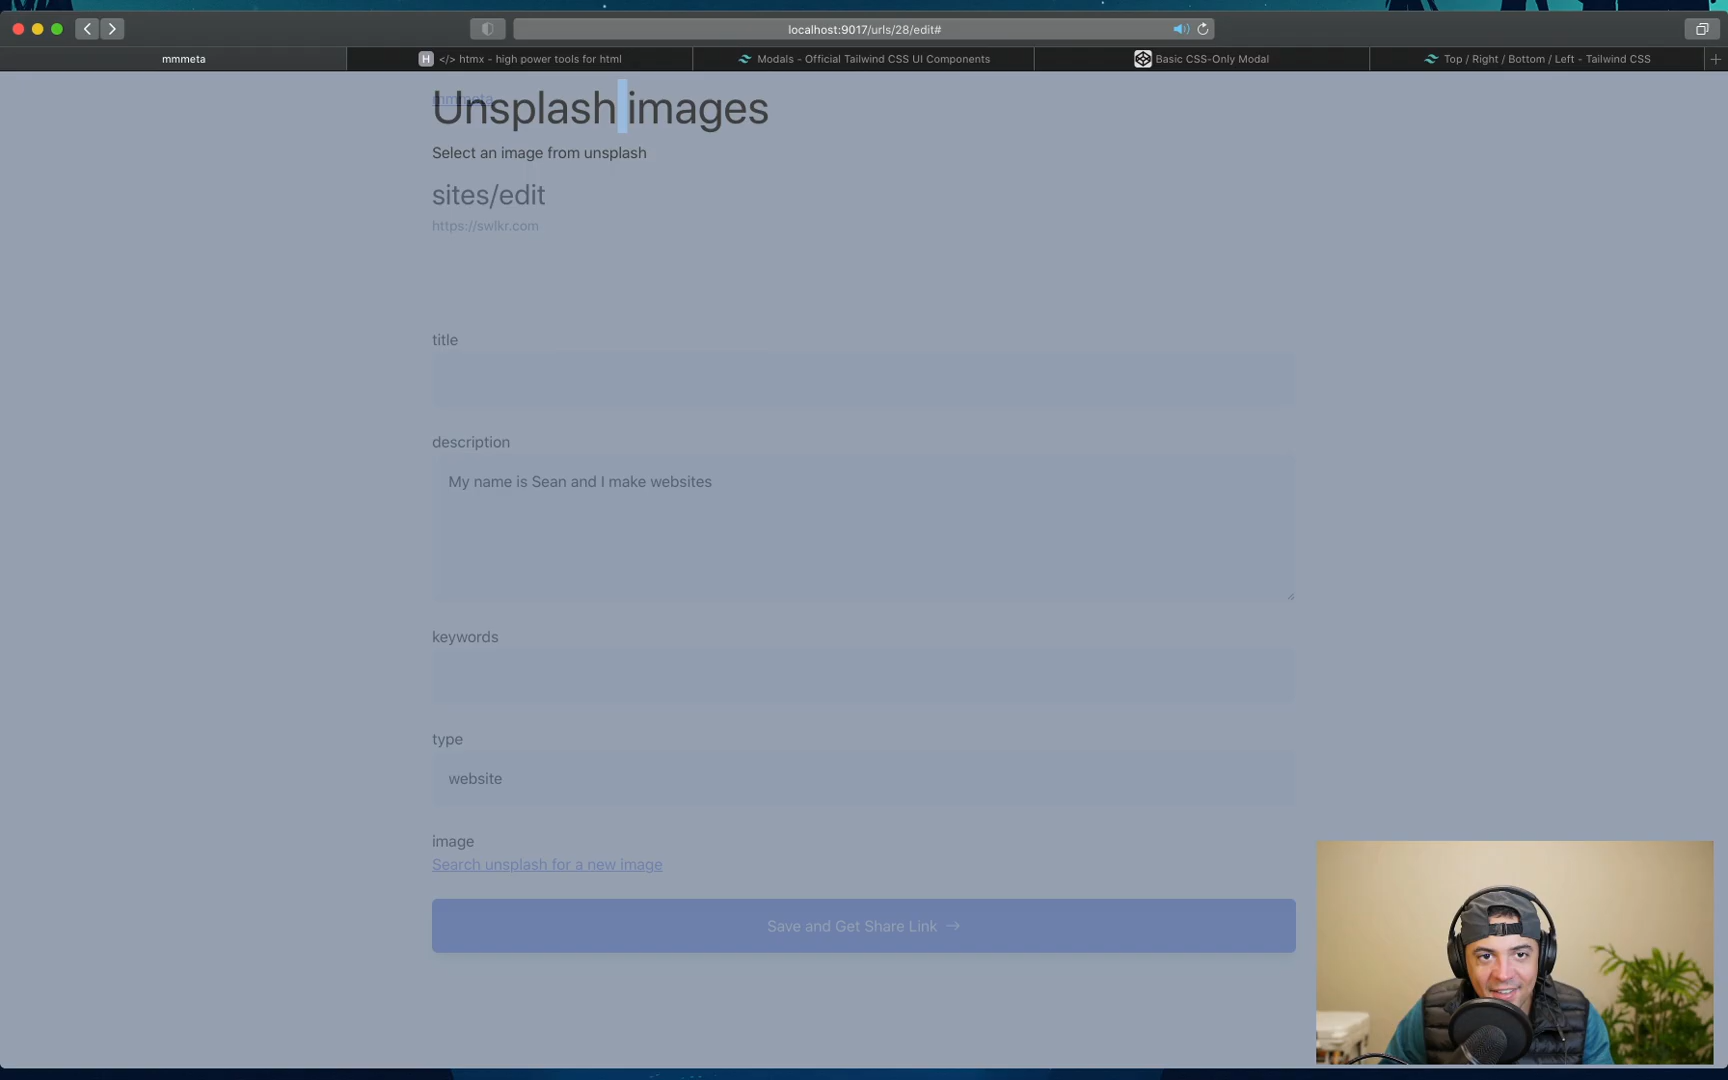 localhost:9017/urls/28/edit#
mmmeta
H </> htmx - high power tools for html
Modals - Official Tailwind CSS UI Components
Basic CSS-Only Modal
Top / Right / Bottom / Left - Tailwind CSS
mmmeta
Unsplash images
Select an image from unsplash
sites/edit
https://swlkr.com
title
description
My name is Sean and I make websites
keywords
type
website
image
Search unsplash for a new image
Save and Get Share Link →